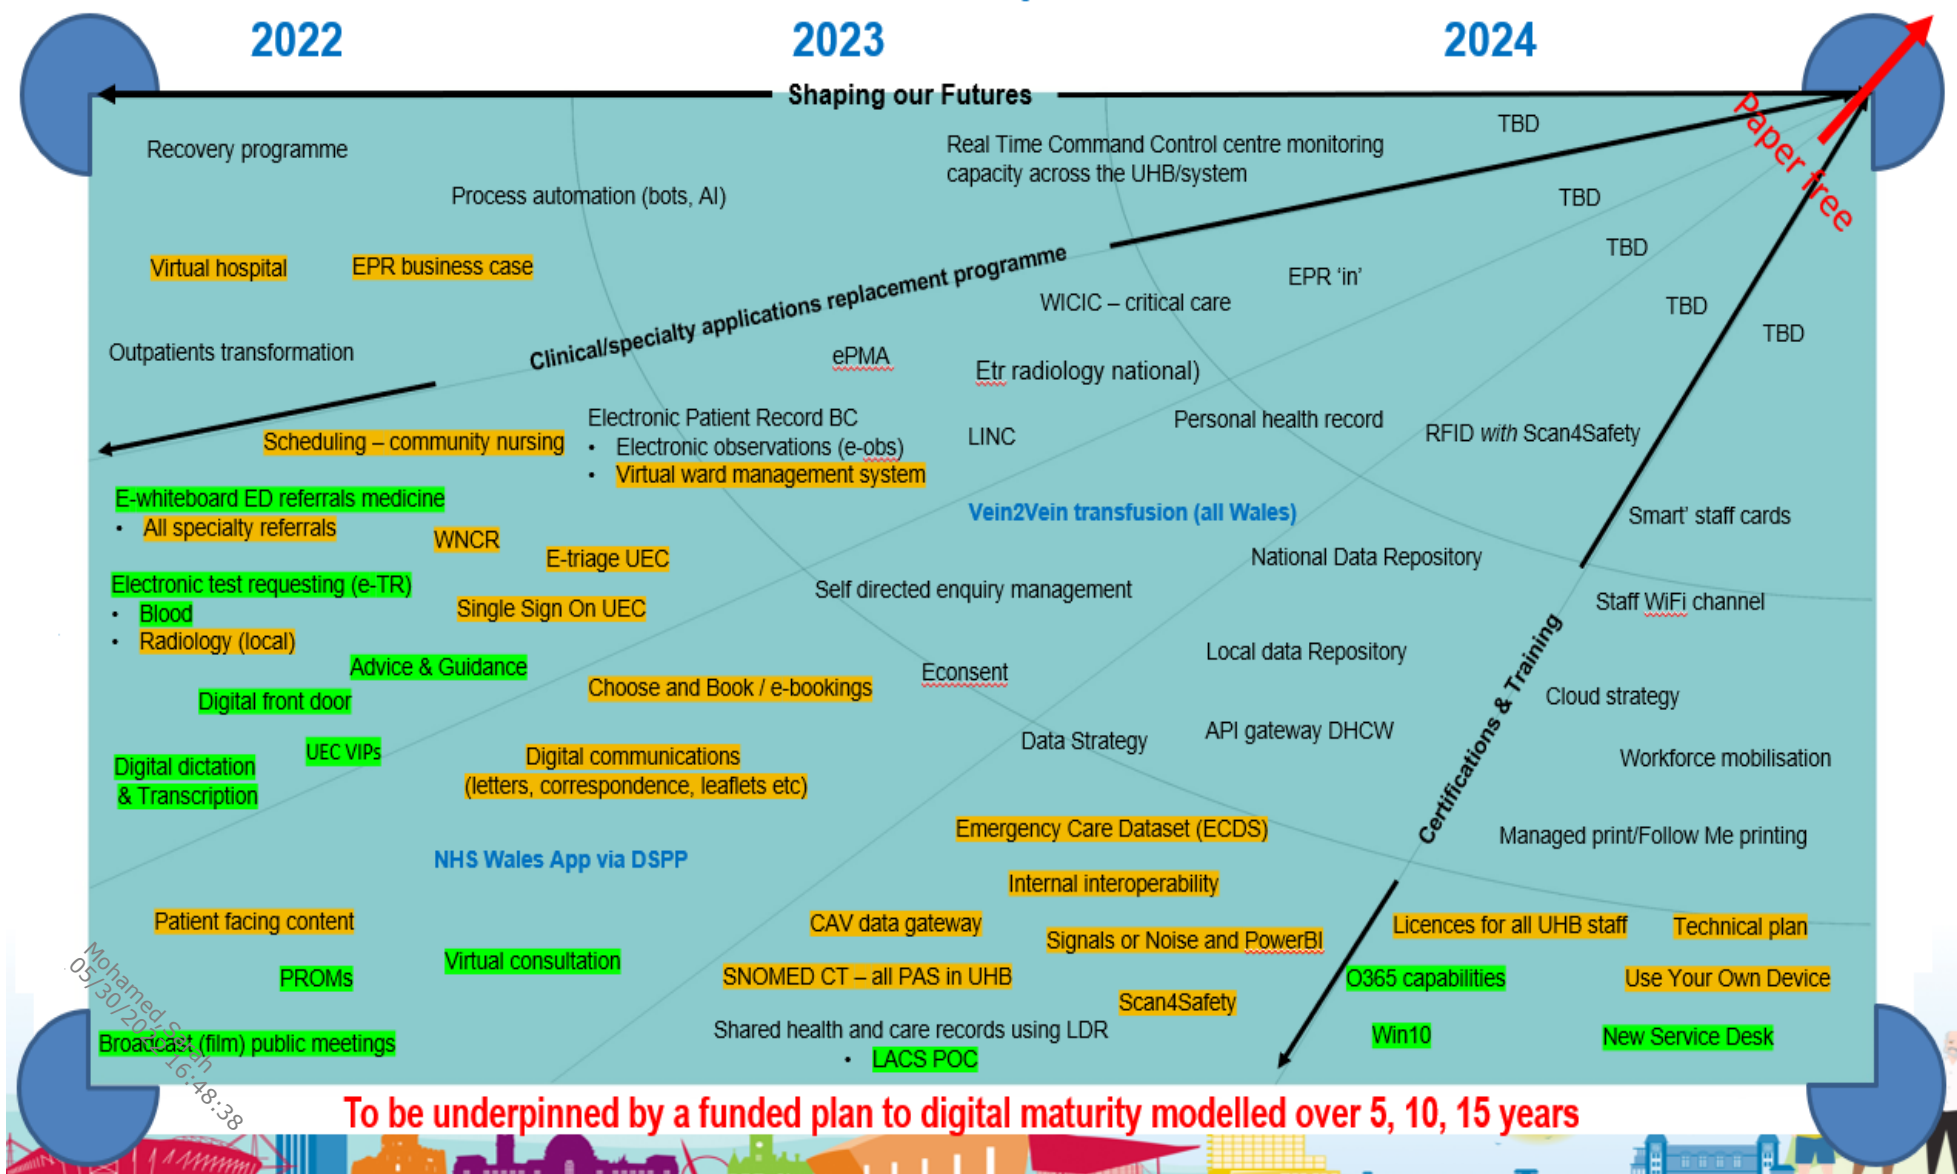 2022
2023
2024
Shaping our Futures
Paper free
Recovery programme
Process automation (bots, AI)
Real Time Command Control centre monitoring
capacity across the UHB/system
TBD
TBD
TBD
TBD
TBD
Virtual hospital
EPR business case
Outpatients transformation
Clinical/specialty applications replacement programme
WICIC – critical care
EPR ‘in’
ePMA
Etr radiology national)
Electronic Patient Record BC
• Electronic observations (e-obs)
• Virtual ward management system
LINC
Personal health record
RFID with Scan4Safety
Scheduling – community nursing
E-whiteboard ED referrals medicine
• All specialty referrals
WNCR
E-triage UEC
Vein2Vein transfusion (all Wales)
Smart’ staff cards
Electronic test requesting (e-TR)
• Blood
• Radiology (local)
Single Sign On UEC
Self directed enquiry management
National Data Repository
Staff WiFi channel
Advice & Guidance
Digital front door
Choose and Book / e-bookings
Econsent
Local data Repository
Certifications & Training
Cloud strategy
UEC VIPs
Digital dictation
& Transcription
Digital communications
(letters, correspondence, leaflets etc)
Data Strategy
API gateway DHCW
Workforce mobilisation
Emergency Care Dataset (ECDS)
Managed print/Follow Me printing
NHS Wales App via DSPP
Internal interoperability
Patient facing content
CAV data gateway
Signals or Noise and PowerBI
Licences for all UHB staff
Technical plan
PROMs
Virtual consultation
SNOMED CT – all PAS in UHB
Scan4Safety
O365 capabilities
Use Your Own Device
Broadcast (film) public meetings
Shared health and care records using LDR
• LACS POC
Win10
New Service Desk
16:48:38
To be underpinned by a funded plan to digital maturity modelled over 5, 10, 15 years